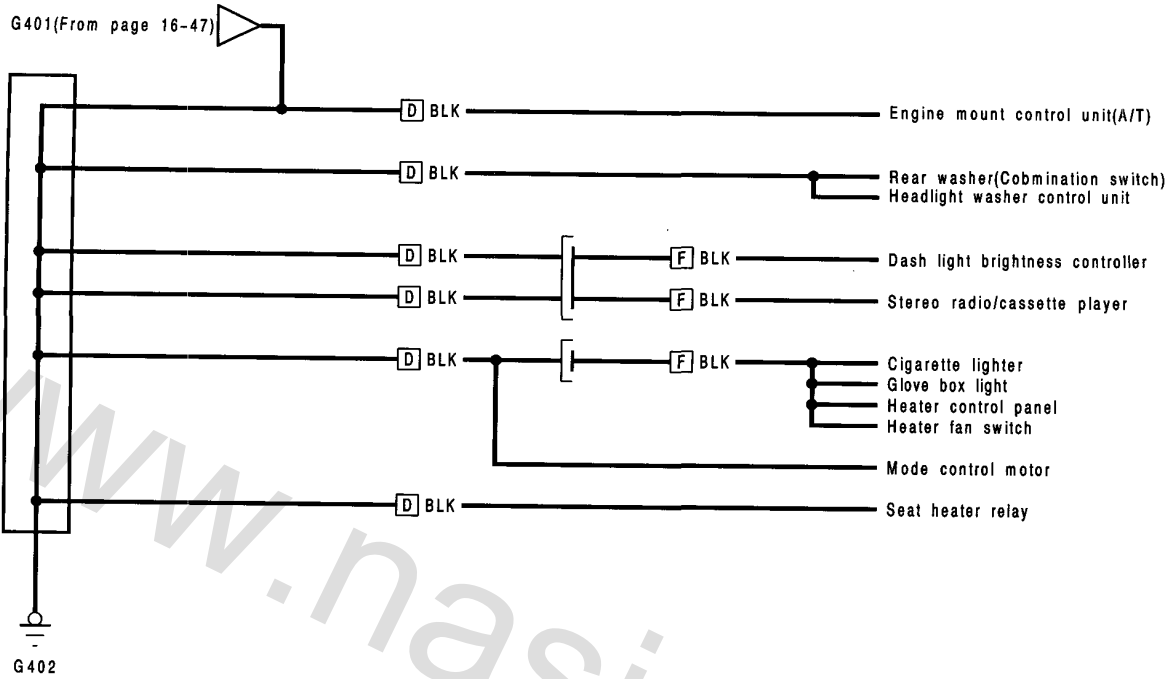 G401(From page 16-47)
D BLK Engine mount control unit(A/T)
D BLK Rear washer(Cobmination switch)
Headlight washer control unit
D BLK F BLK Dash light brightness controller
D BLK F BLK Stereo radio/cassette player
D BLK F BLK Cigarette lighter
Glove box light
Heater control panel
Heater fan switch
Mode control motor
D BLK Seat heater relay
G402
ww.nasi